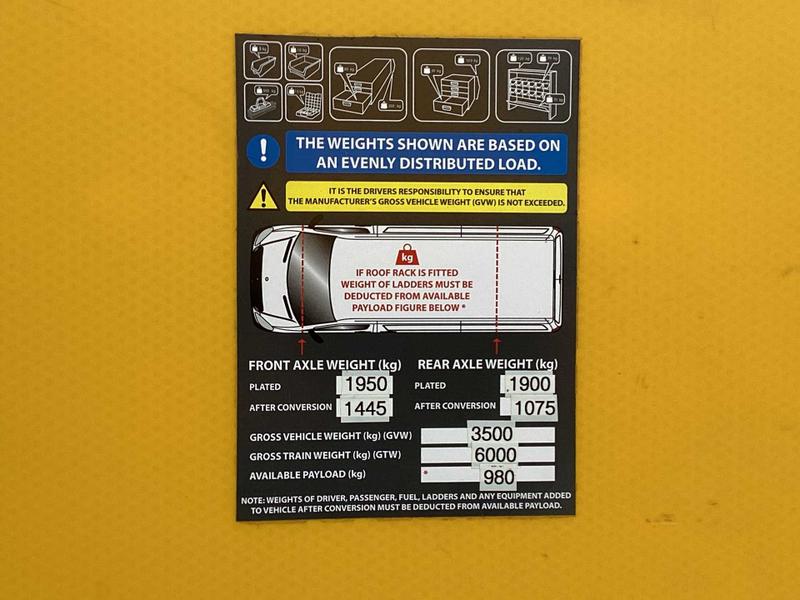 THE WEIGHTS SHOWN ARE BASED ON
AN EVENLY DISTRIBUTED LOAD.
IT IS THE DRIVERS RESPONSIBILITY TO ENSURE THAT
THE MANUFACTURER'S GROSS VEHICLE WEIGHT (GVW) IS NOT EXCEEDED.
kg
IF ROOF RACK IS FITTED
WEIGHT OF LADDERS MUST BE
DEDUCTED FROM AVAILABLE
PAYLOAD FIGURE BELOW *
FRONT AXLE WEIGHT (kg) REAR AXLE WEIGHT (kg)
PLATED 1950 PLATED 1900
AFTER CONVERSION 1445 AFTER CONVERSION 1075
GROSS VEHICLE WEIGHT (kg) (GVW) 3500
GROSS TRAIN WEIGHT (kg) (GTW) 6000
AVAILABLE PAYLOAD (kg) * 980
NOTE: WEIGHTS OF DRIVER, PASSENGER, FUEL, LADDERS AND ANY EQUIPMENT ADDED
TO VEHICLE AFTER CONVERSION MUST BE DEDUCTED FROM AVAILABLE PAYLOAD.